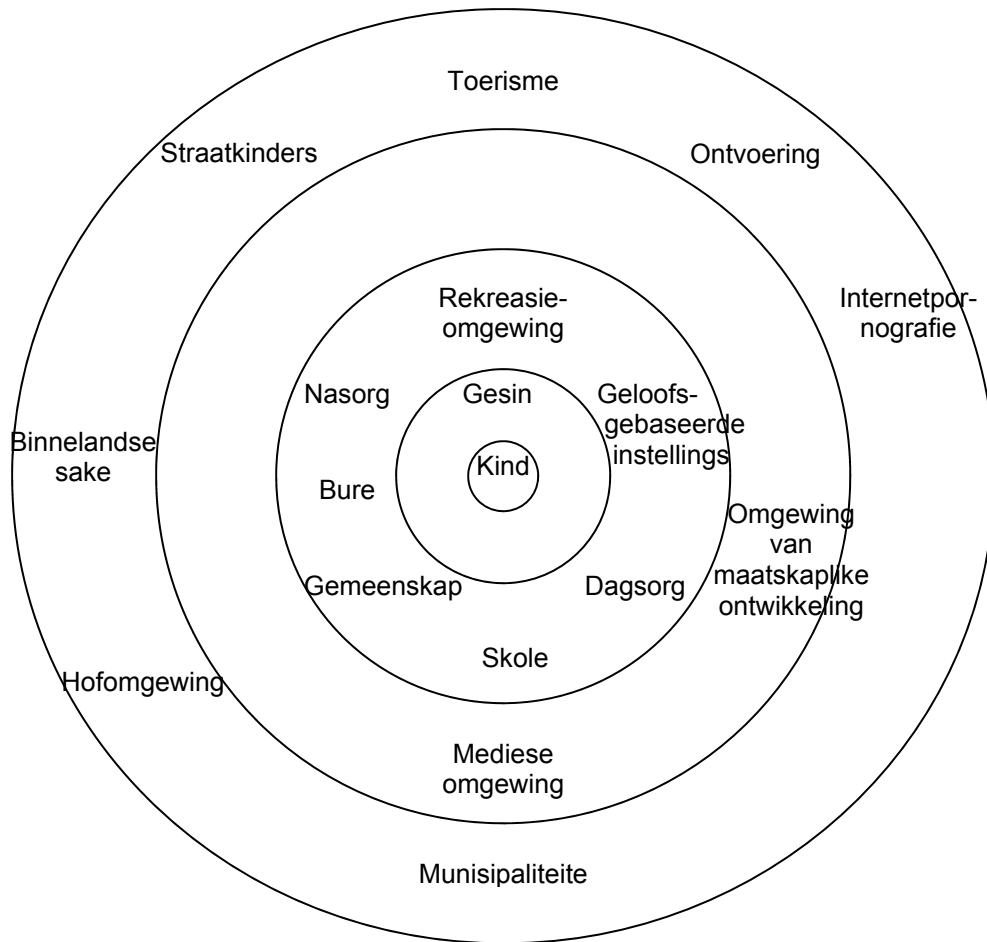 Toerisme
Straatkinders
Ontvoering
Rekreasie-
omgewing
Internetpor-
nografie
Nasorg
Gesin
Geloofs-
gebaseerde
instellings
Binnelandse
sake
Kind
Bure
Omgewing
van
maatskaplike
ontwikkeling
Gemeenskap
Dagsorg
Skole
Hofomgewing
Mediese
omgewing
Munisipaliteite